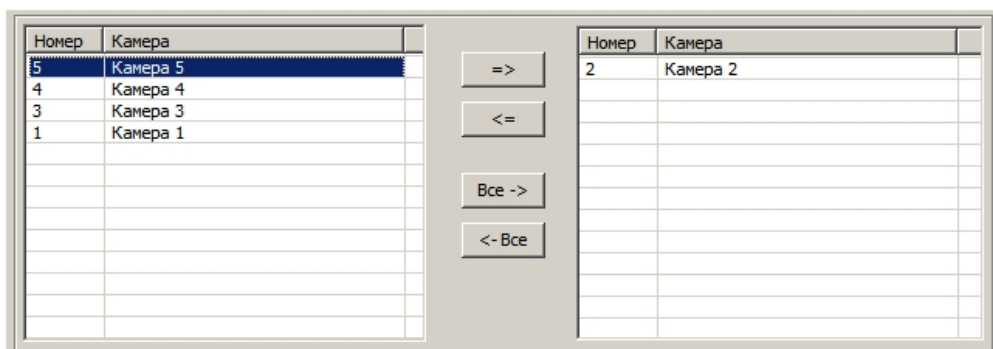 Номер Камера
5 Камера 5
4 Камера 4
3 Камера 3
1 Камера 1
=>
<=
Все ->
<- Все
Номер Камера
2 Камера 2